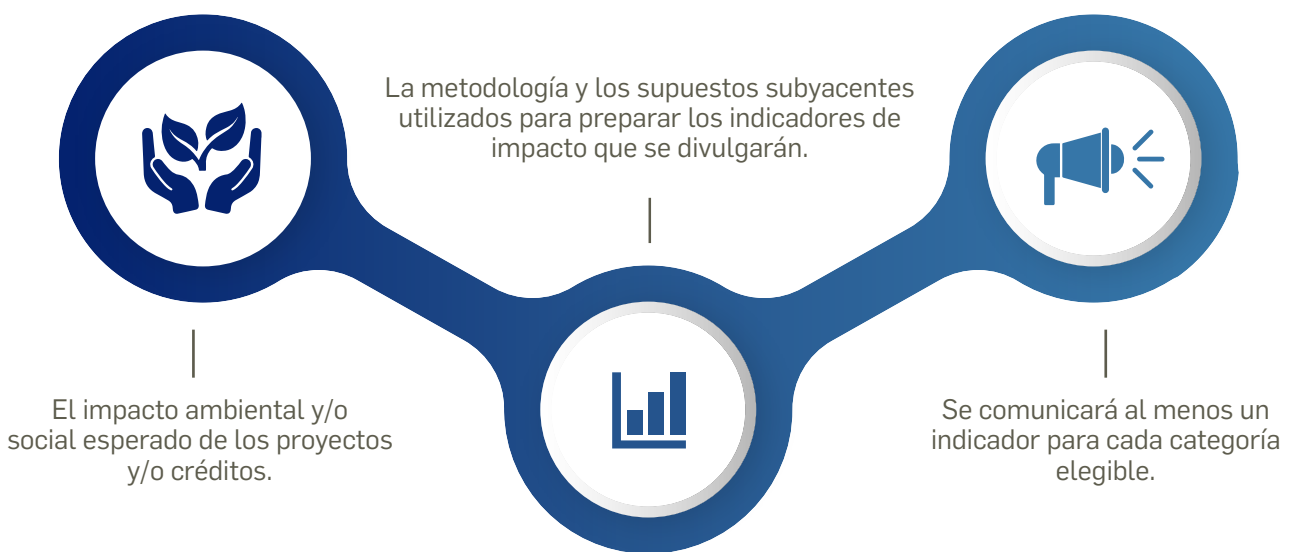 El impacto ambiental y/o
social esperado de los proyectos
y/o créditos.
La metodología y los supuestos subyacentes
utilizados para preparar los indicadores de
impacto que se divulgarán.
Se comunicará al menos un
indicador para cada categoría
elegible.